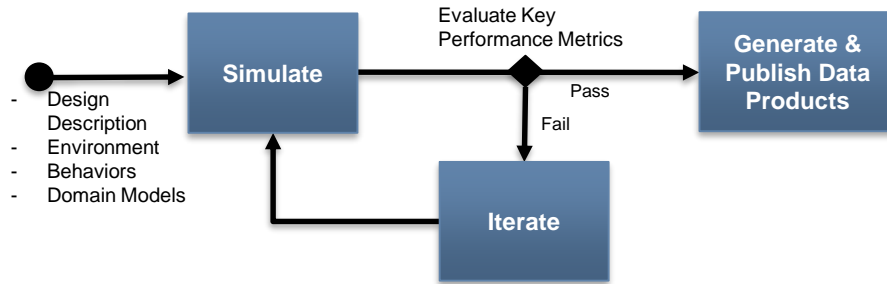 Evaluate Key
Performance Metrics
Simulate
Generate &
Publish Data
Products
Pass
Fail
- Design
Description
- Environment
- Behaviors
- Domain Models
Iterate